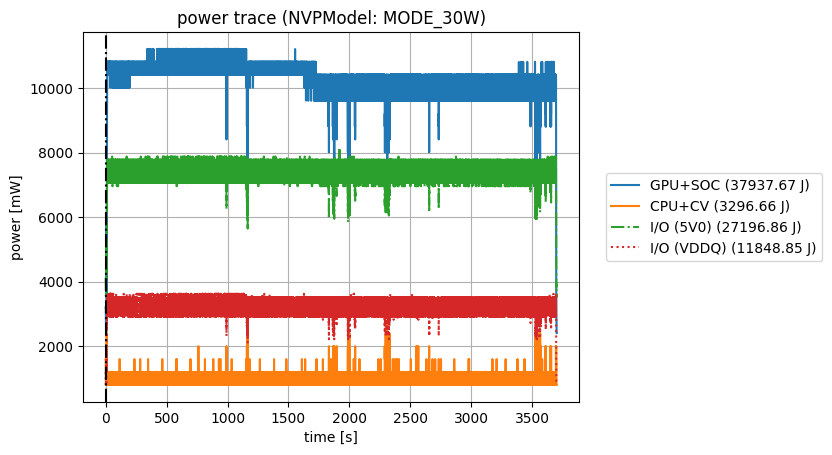 power trace (NVPModel: MODE_30W)
power [mW]
10000
8000
6000
4000
2000
0 500 1000 1500 2000 2500 3000 3500
time [s]
GPU+SOC (37937.67 J)
CPU+CV (3296.66 J)
I/O (5V0) (27196.86 J)
I/O (VDDQ) (11848.85 J)